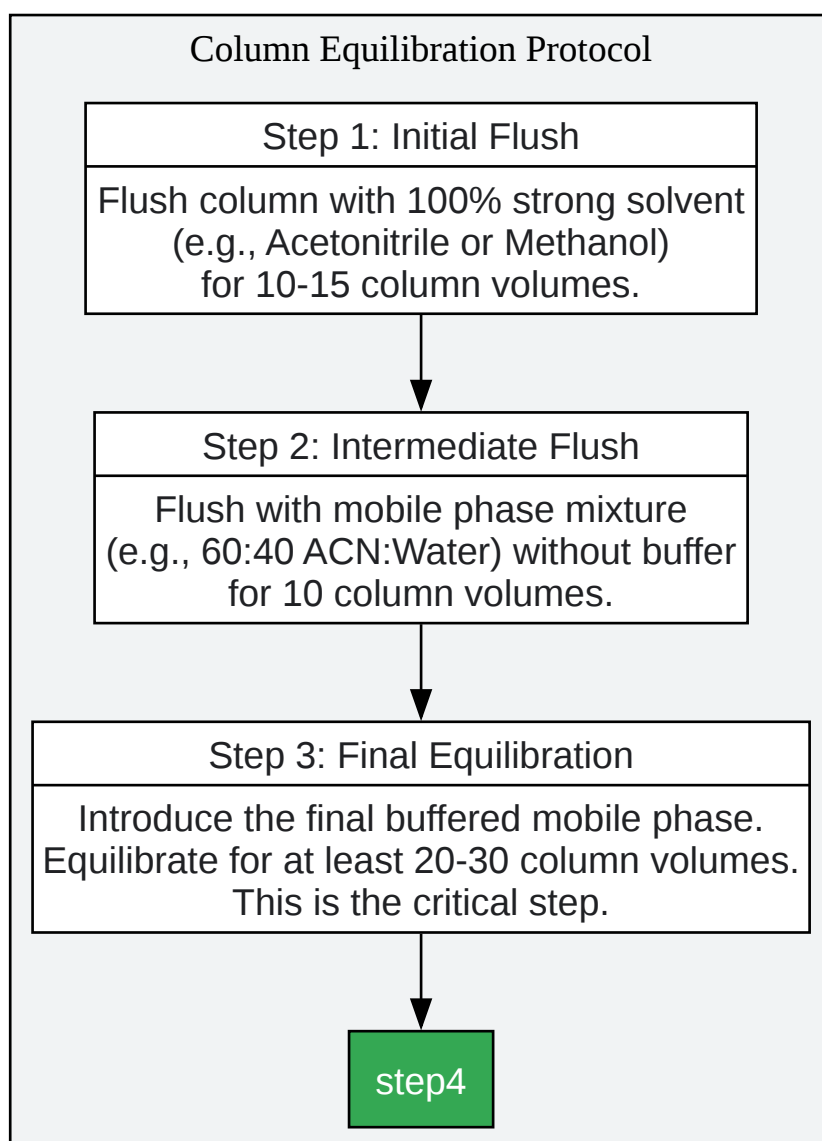 Column Equilibration Protocol
Step 1: Initial Flush
Flush column with 100% strong solvent
(e.g., Acetonitrile or Methanol)
for 10-15 column volumes.
Step 2: Intermediate Flush
Flush with mobile phase mixture
(e.g., 60:40 ACN:Water) without buffer
for 10 column volumes.
Step 3: Final Equilibration
Introduce the final buffered mobile phase.
Equilibrate for at least 20-30 column volumes.
This is the critical step.
step4